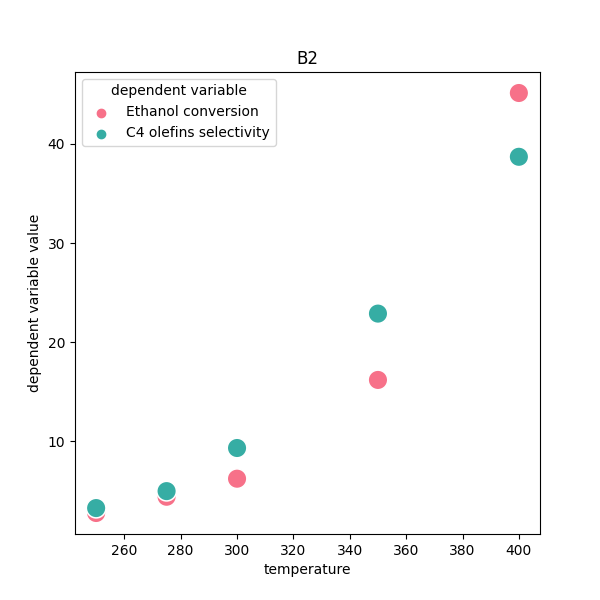 B2
dependent variable
Ethanol conversion
C4 olefins selectivity
dependent variable value
40
30
20
10
260 280 300 320 340 360 380 400
temperature